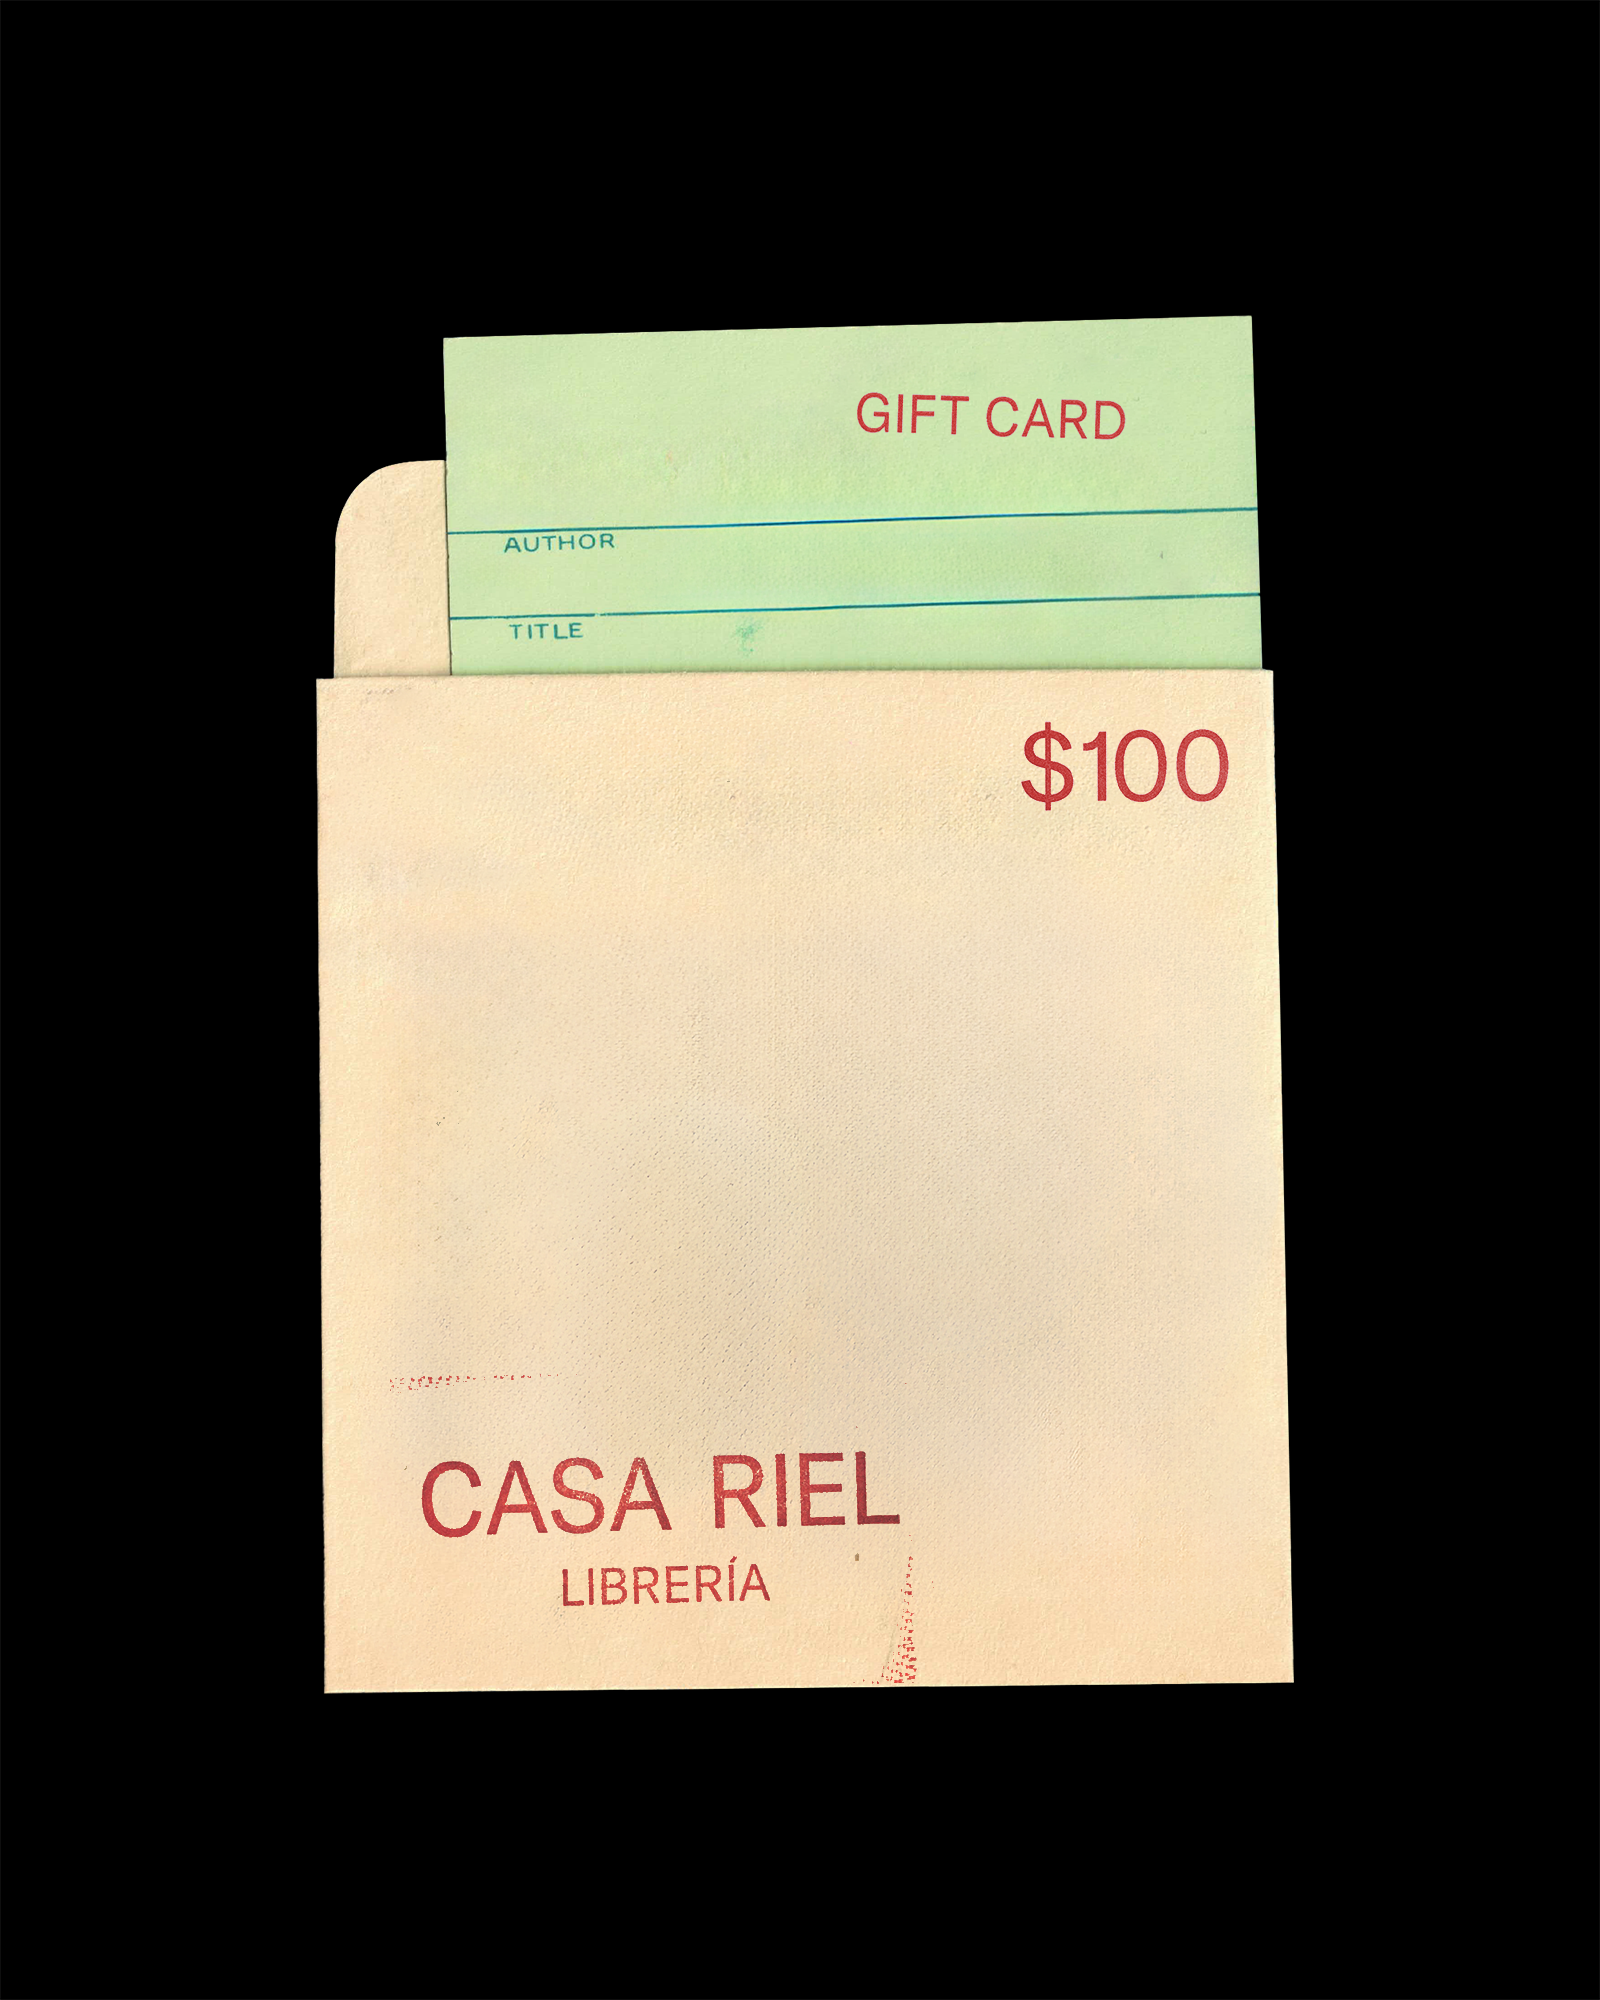 GIFT CARD
AUTHOR
TITLE
$100
CASA RIEL
LIBRERÍA